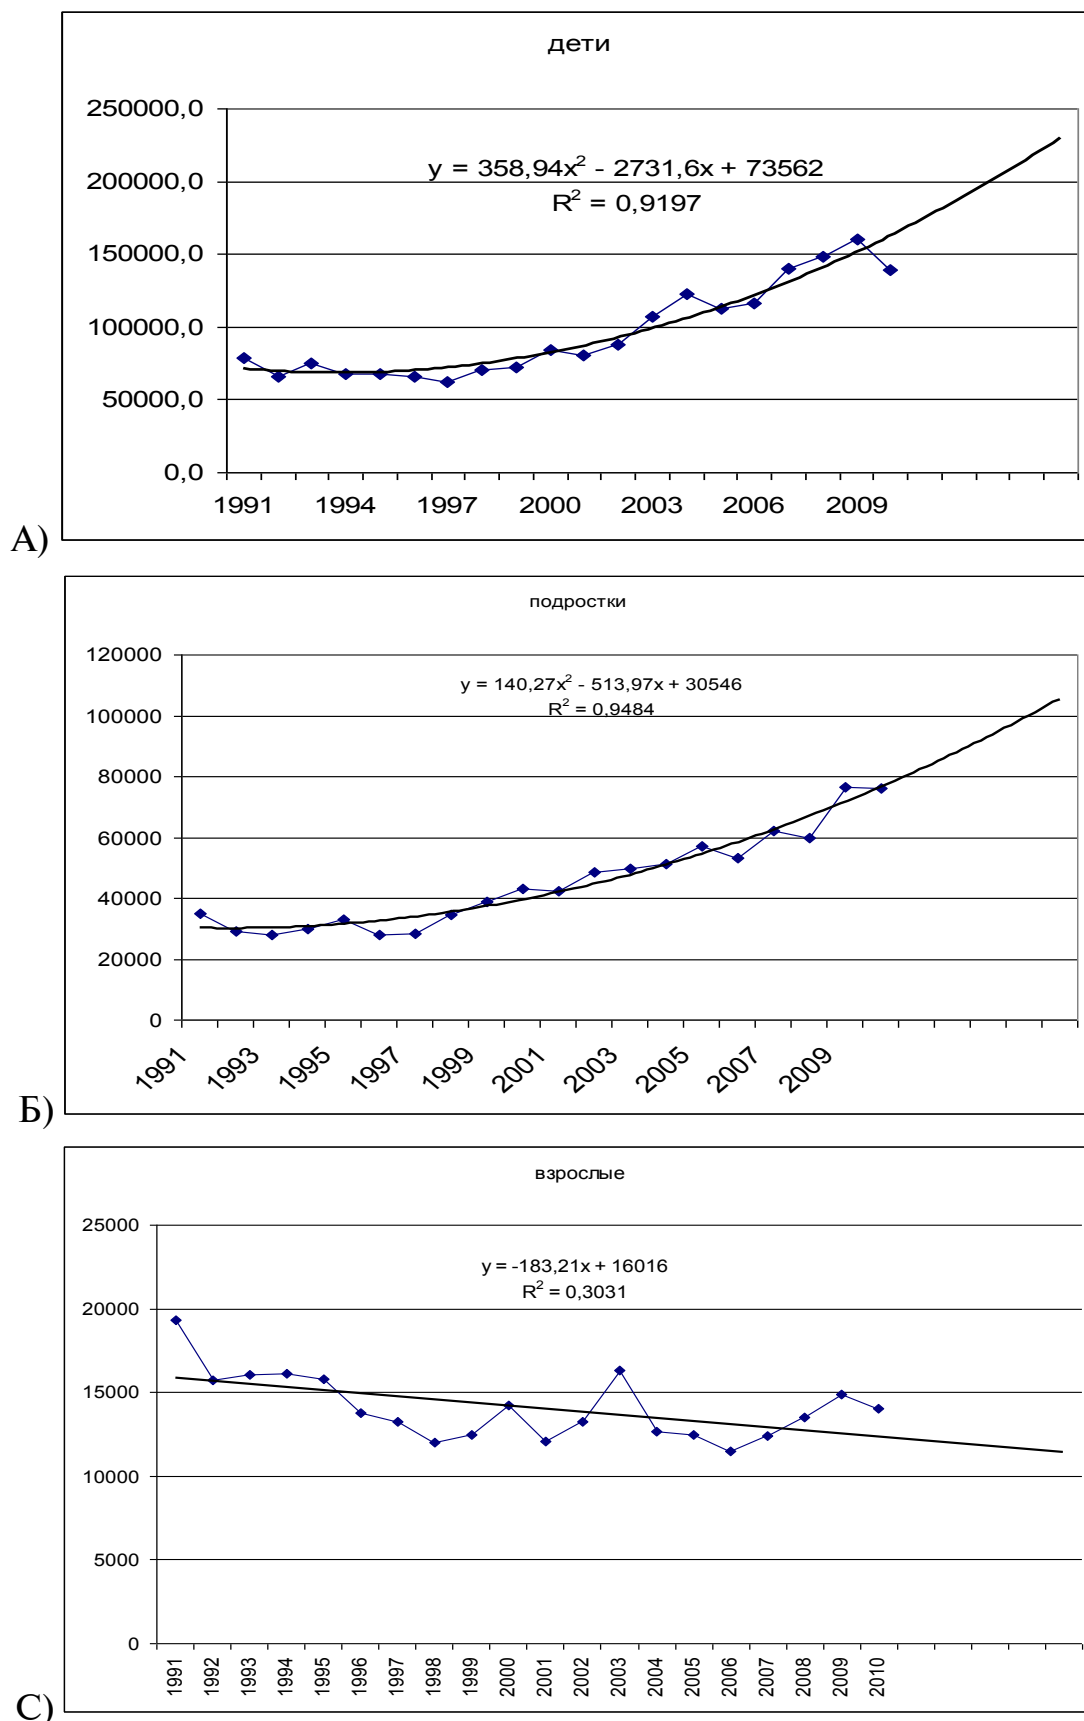 дети
250000,0
200000,0
150000,0
100000,0
50000,0
0,0
y = 358,94x² - 2731,6x + 73562
R² = 0,9197
1991 1994 1997 2000 2003 2006 2009
А)
подростки
120000
100000
80000
60000
40000
20000
0
y = 140,27x² - 513,97x + 30546
R² = 0,9484
1991 1993 1995 1997 1999 2001 2003 2005 2007 2009
Б)
взрослые
25000
20000
15000
10000
5000
0
y = -183,21x + 16016
R² = 0,3031
1991 1992 1993 1994 1995 1996 1997 1998 1999 2000 2001 2002 2003 2004 2005 2006 2007 2008 2009 2010
С)